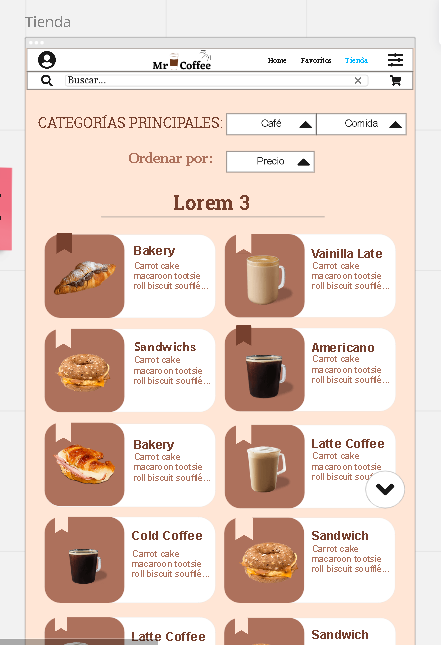 Tienda
Mr Coffee
Home Favoritos Tienda
Buscar...
CATEGORÍAS PRINCIPALES: Café Comida
Ordenar por: Precio
Lorem 3
Bakery
Carrot cake
macaroon tootsie
roll biscuit soufflé...
Vainilla Late
Carrot cake
macaroon tootsie
roll biscuit soufflé...
Sandwichs
Carrot cake
macaroon tootsie
roll biscuit soufflé...
Americano
Carrot cake
macaroon tootsie
roll biscuit soufflé...
Bakery
Carrot cake
macaroon tootsie
roll biscuit soufflé...
Latte Coffee
Carrot cake
macaroon tootsie
roll biscuit souff
Cold Coffee
Carrot cake
macaroon tootsie
roll biscuit soufflé...
Sandwich
Carrot cake
macaroon tootsie
roll biscuit soufflé...
Latte Coffee
Sandwich
Carrot cake